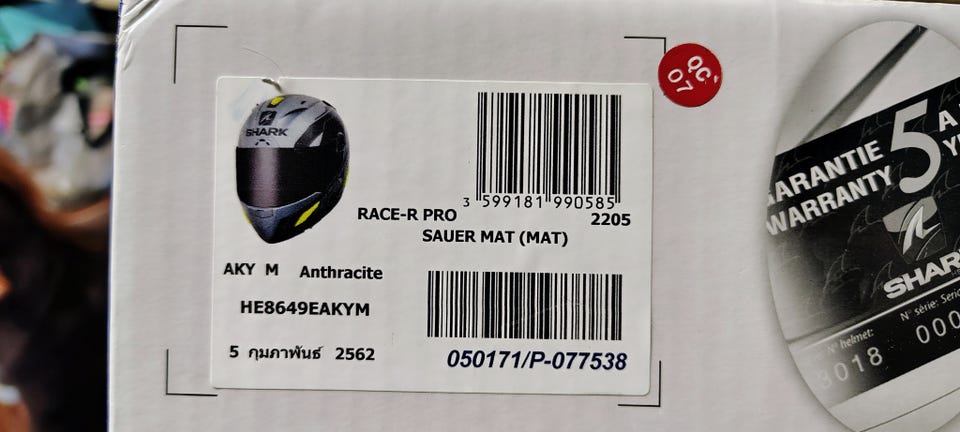 QC
07
SHARK
3 599181 990585
RACE-R PRO 2205
SAUER MAT (MAT)
AKY M Anthracite
HE8649EAKYM
5 กุมภาพันธ์ 2562
050171/P-077538
GARANTIE
WARRANTY
5
A
SHAR
N° helmet:
N° série:
9018
000